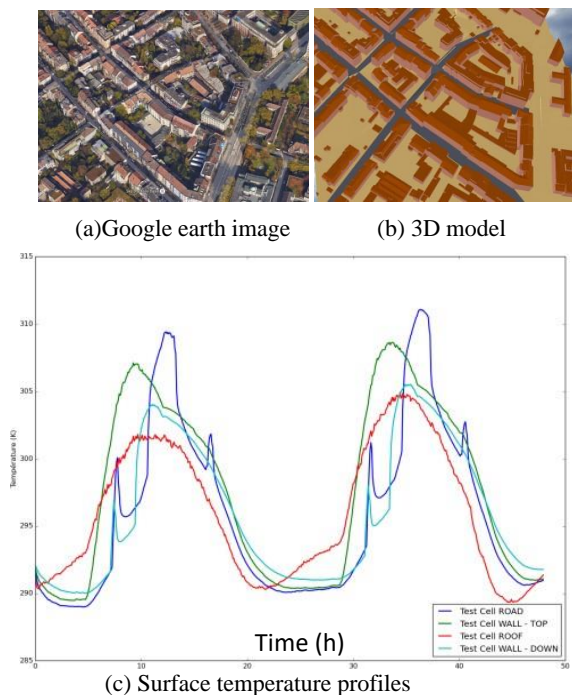 (a)Google earth image
(b) 3D model
315
310
305
300
295
290
285
Température (K)
0
10
20
30
40
50
Time (h)
Test Cell ROAD
Test Cell WALL - TOP
Test Cell ROOF
Test Cell WALL - DOWN
(c) Surface temperature profiles